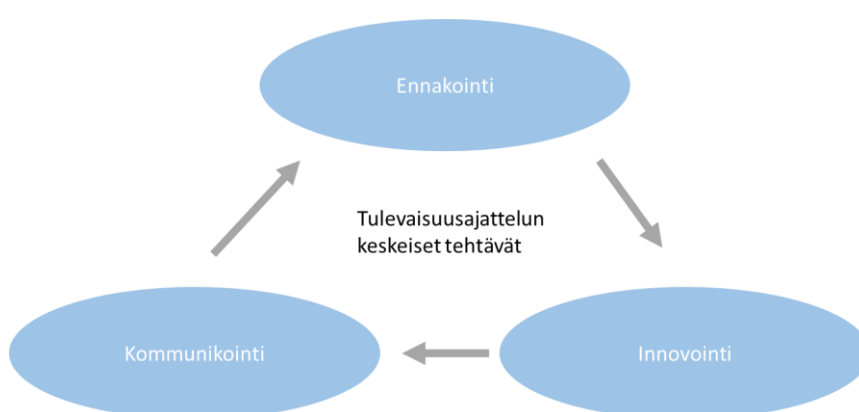 Ennakointi
Tulevaisuusajattelun
keskeiset tehtävät
Kommunikointi
Innovointi